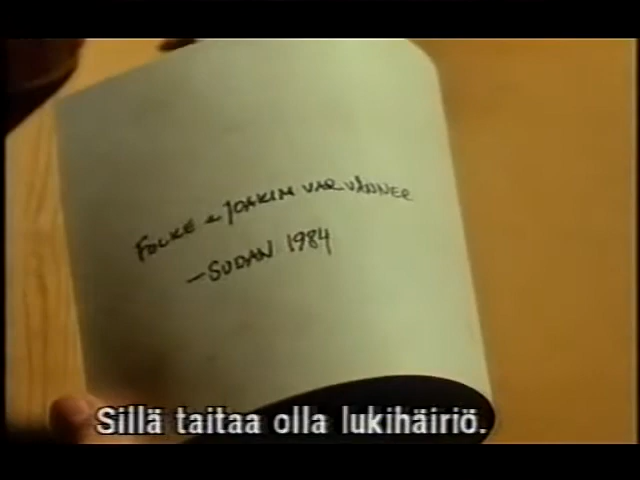 FOLKE & JOAKIM VAR VÄNNER
– SUDAN 1984
Sillä taitaa olla lukihäiriö.